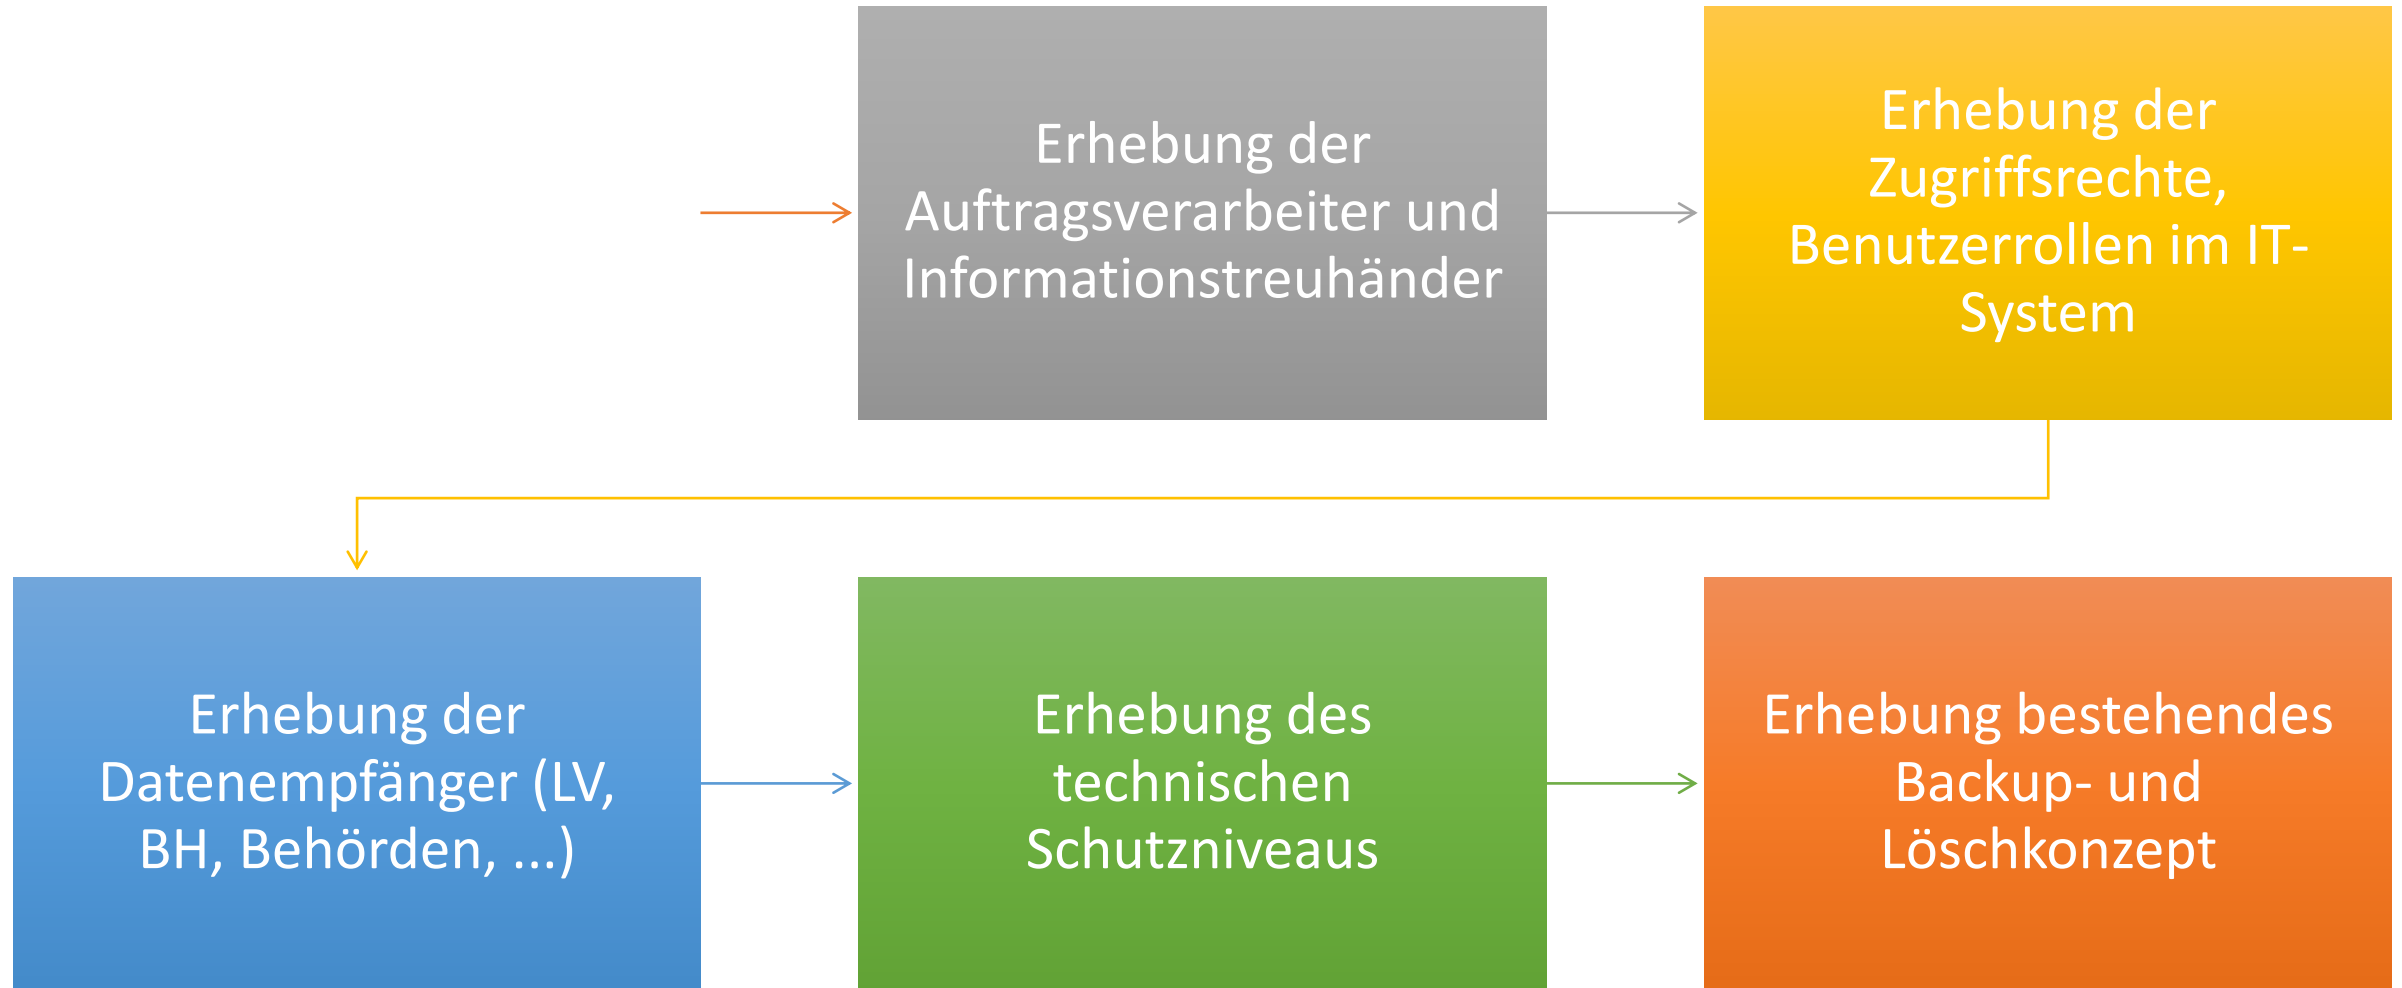 Erhebung der
Auftragsverarbeiter und
Informationstreuhänder
Erhebung der
Zugriffsrechte,
Benutzerrollen im IT-
System
Erhebung der
Datenempfänger (LV,
BH, Behörden, ...)
Erhebung des
technischen
Schutzniveaus
Erhebung bestehendes
Backup- und
Löschkonzept